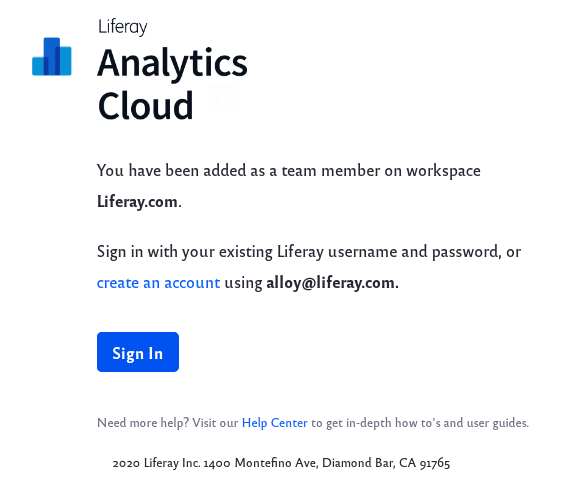 Liferay
Analytics
Cloud
You have been added as a team member on workspace
Liferay.com.
Sign in with your existing Liferay username and password, or
create an account using alloy@liferay.com.
Sign In
Need more help? Visit our Help Center to get in-depth how to's and user guides.
2020 Liferay Inc. 1400 Montefino Ave, Diamond Bar, CA 91765